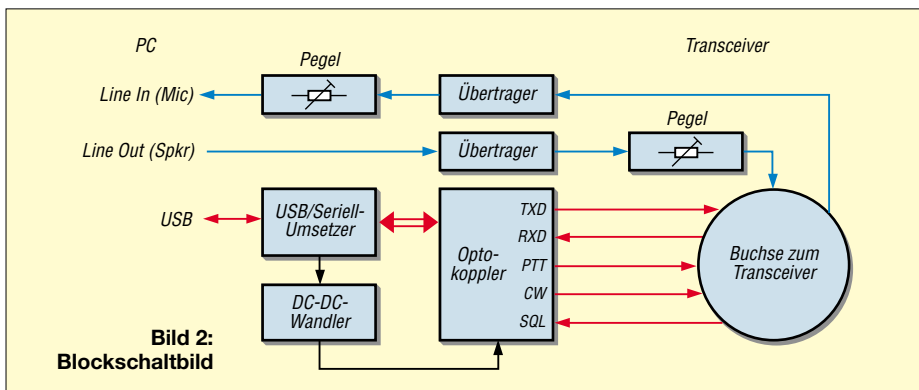 PC
Transceiver
Pegel
Line In (Mic)
Übertrager
Pegel
Line Out (Spkr)
Übertrager
USB
USB/Seriell-
Umsetzer
Opto-
koppler
TXD
RXD
PTT
CW
SQL
Buchse zum
Transceiver
DC-DC-
Wandler
Bild 2:
Blockschaltbild